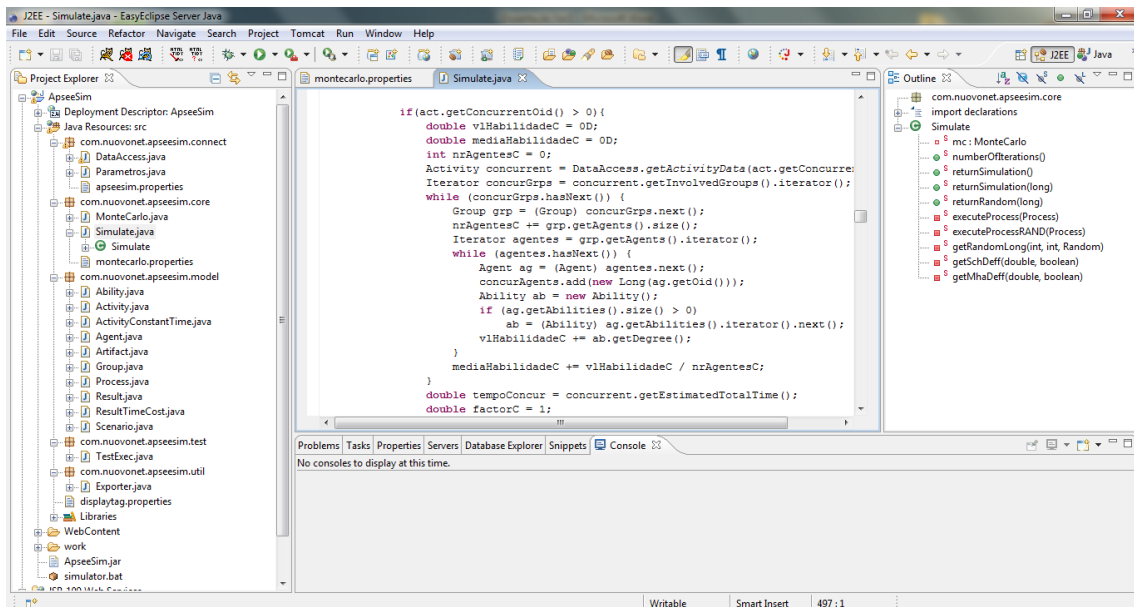 J2EE - Simulate.java - EasyEclipse Server Java
File Edit Source Refactor Navigate Search Project Tomcat Run Window Help
J2EE Java
Project Explorer
ApseeSim
Deployment Descriptor: ApseeSim
Java Resources: src
com.nuovonet.apseesim.connect
DataAccess.java
Parametros.java
apseesim.properties
com.nuovonet.apseesim.core
MonteCarlo.java
Simulate.java
Simulate
montecarlo.properties
com.nuovonet.apseesim.model
Ability.java
Activity.java
ActivityConstantTime.java
Agent.java
Artifact.java
Group.java
Process.java
Result.java
ResultTimeCost.java
Scenario.java
com.nuovonet.apseesim.test
TestExec.java
com.nuovonet.apseesim.util
Exporter.java
displaytag.properties
Libraries
WebContent
work
ApseeSim.jar
simulator.bat
JSR-109 Web Services
montecarlo.properties Simulate.java
if(act.getConcurrentOid() > 0){
double vlHabilidadeC = 0D;
double mediaHabilidadeC = 0D;
int nrAgentesC = 0;
Activity concurrent = DataAccess.getActivityData(act.getConcurre
Iterator concurGrps = concurrent.getInvolvedGroups().iterator();
while (concurGrps.hasNext()) {
Group grp = (Group) concurGrps.next();
nrAgentesC += grp.getAgents().size();
Iterator agentes = grp.getAgents().iterator();
while (agentes.hasNext()) {
Agent ag = (Agent) agentes.next();
concurAgents.add(new Long(ag.getOid()));
Ability ab = new Ability();
if (ag.getAbilities().size() > 0)
ab = (Ability) ag.getAbilities().iterator().next();
vlHabilidadeC += ab.getDegree();
}
mediaHabilidadeC += vlHabilidadeC / nrAgentesC;
}
double tempoConcur = concurrent.getEstimatedTotalTime();
double factorC = 1;
Outline
com.nuovonet.apseesim.core
import declarations
Simulate
S mc : MonteCarlo
S numberOfIterations()
S returnSimulation()
S returnSimulation(long)
S returnRandom(long)
S executeProcess(Process)
S executeProcessRAND(Process)
S getRandomLong(int, int, Random)
S getSchDeff(double, boolean)
S getMhaDeff(double, boolean)
Problems Tasks Properties Servers Database Explorer Snippets Console
No consoles to display at this time.
Writable Smart Insert 497 : 1